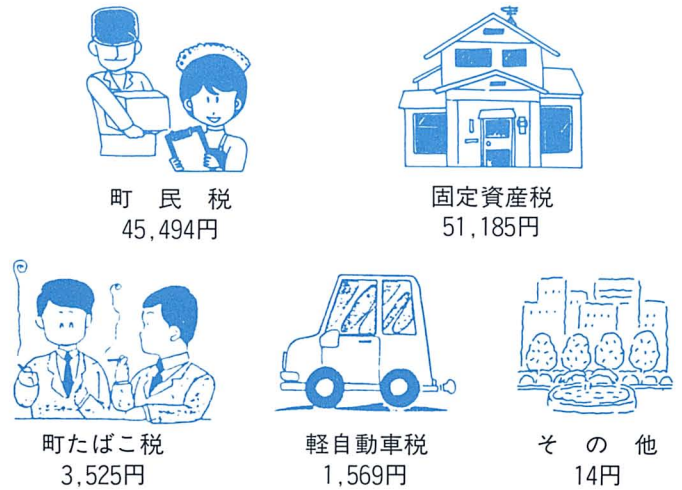 町民税
45,494円
固定資産税
51,185円
町たばこ税
3,525円
軽自動車税
1,569円
その他
14円